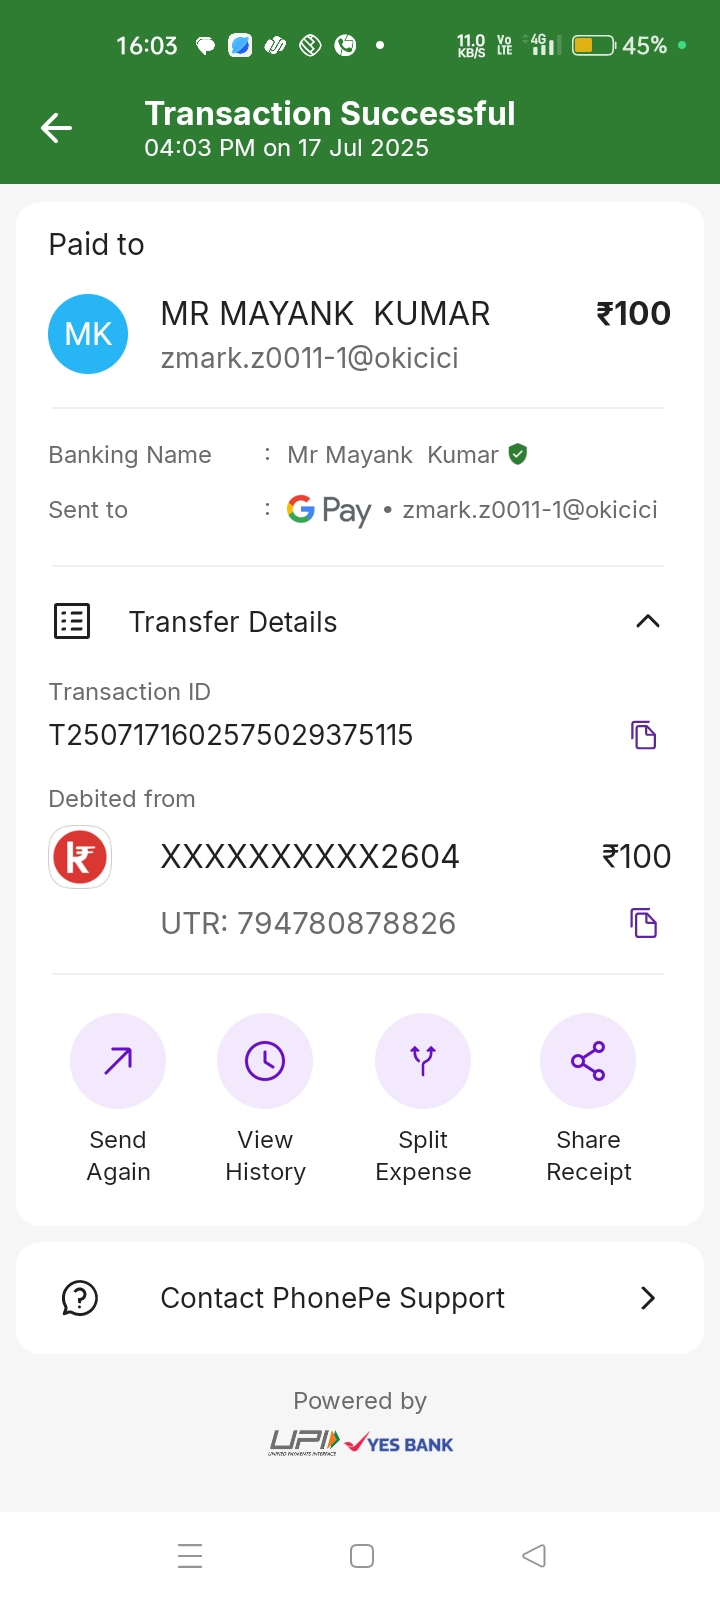 16:03 11.0 KB/S Vo LTE 4G 45%
Transaction Successful
04:03 PM on 17 Jul 2025
Paid to
MK MR MAYANK KUMAR ₹100
zmark.z0011-1@okicici
Banking Name : Mr Mayank Kumar
Sent to : G Pay • zmark.z0011-1@okicici
Transfer Details
Transaction ID
T2507171602575029375115
Debited from
XXXXXXXXXX2604 ₹100
UTR: 794780878826
Send Again View History Split Expense Share Receipt
Contact PhonePe Support
Powered by
UPI YES BANK
UNIFIED PAYMENTS INTERFACE